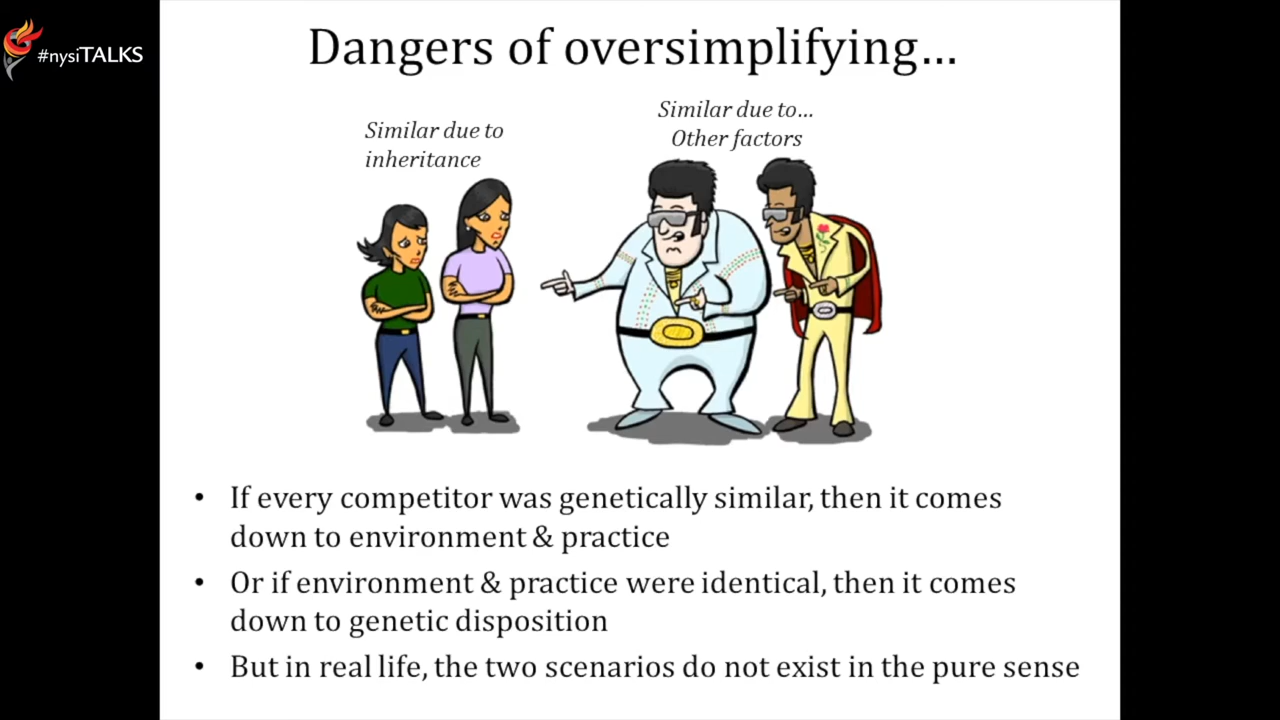 #nysiTALKS
Dangers of oversimplifying...
Similar due to
inheritance
Similar due to...
Other factors
• If every competitor was genetically similar, then it comes
down to environment & practice
• Or if environment & practice were identical, then it comes
down to genetic disposition
• But in real life, the two scenarios do not exist in the pure sense